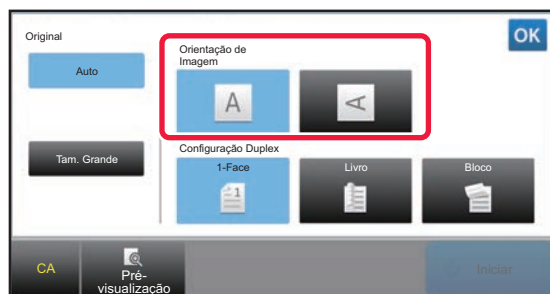 Original
OK
Orientação de
Imagem
Auto
A
A
Configuração Duplex
Tam. Grande
1-Face
Livro
Bloco
1
CA
Pré-
visualização
Iniciar